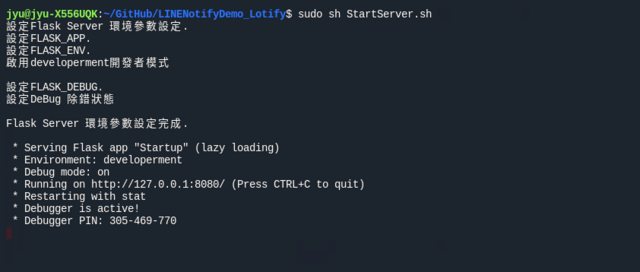 jyu@jyu-X556UQK:~/GitHub/LINENotifyDemo_Lotify$ sudo sh StartServer.sh
設定Flask Server 環境參數設定.
設定FLASK_APP.
設定FLASK_ENV.
啟用developerment開發者模式
設定FLASK_DEBUG.
設定DeBug 除錯狀態
Flask Server 環境參數設定完成.
* Serving Flask app "Startup" (lazy loading)
* Environment: developerment
* Debug mode: on
* Running on http://127.0.0.1:8080/ (Press CTRL+C to quit)
* Restarting with stat
* Debugger is active!
* Debugger PIN: 305-469-770